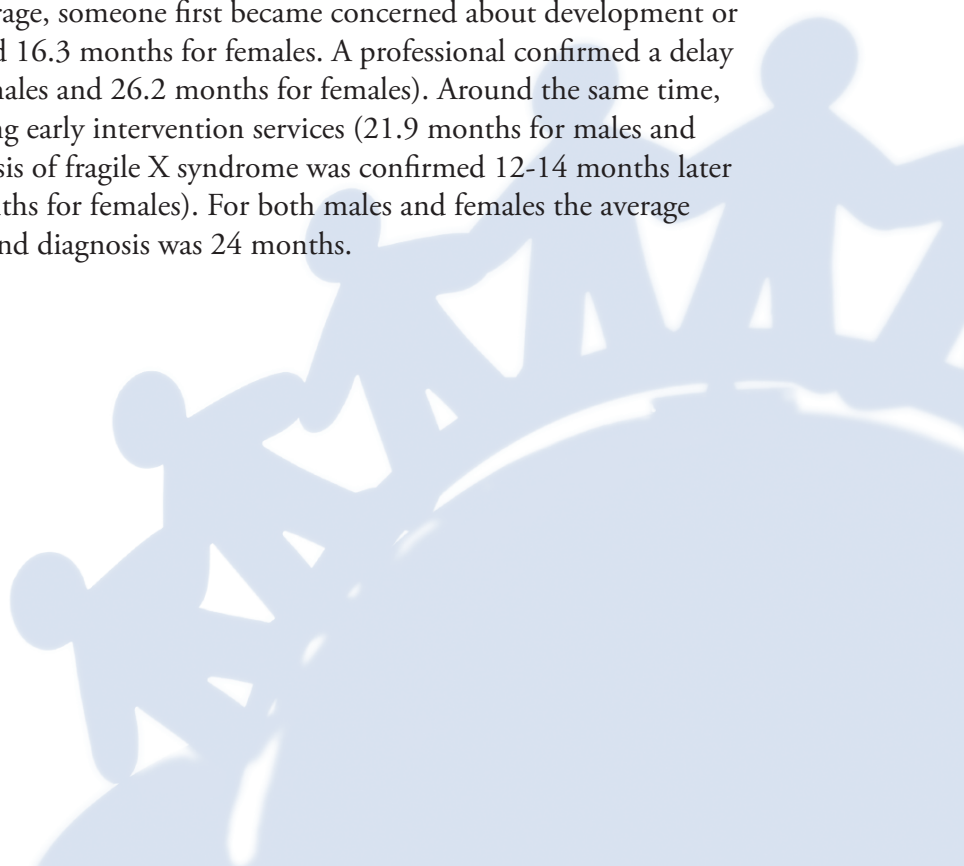 rage, someone first became concerned about development or
d 16.3 months for females. A professional confirmed a delay
nales and 26.2 months for females). Around the same time,
ng early intervention services (21.9 months for males and
sis of fragile X syndrome was confirmed 12-14 months later
ths for females). For both males and females the average
nd diagnosis was 24 months.